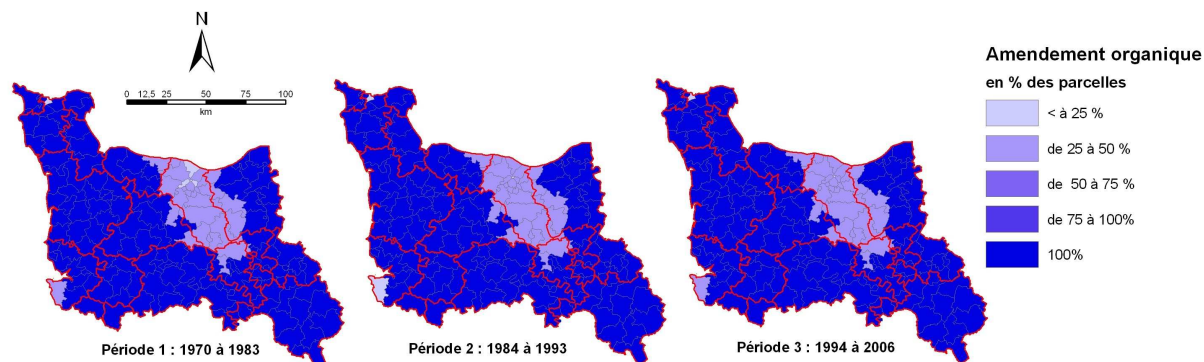 N
0 12,5 25 50 75 100
km
Amendement organique
en % des parcelles
< à 25 %
de 25 à 50 %
de 50 à 75 %
de 75 à 100%
100%
Période 1 : 1970 à 1983
Période 2 : 1984 à 1993
Période 3 : 1994 à 2006